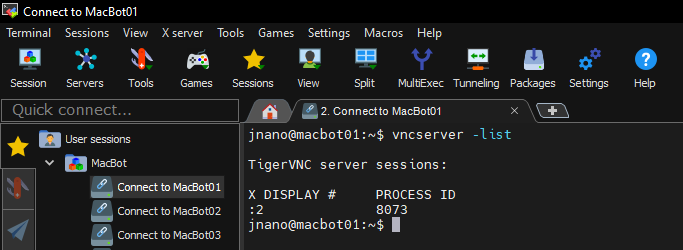 Connect to MacBot01
Terminal Sessions View X server Tools Games Settings Macros Help
Session Servers Tools Games Sessions View Split MultiExec Tunneling Packages Settings Help
Quick connect... 2. Connect to MacBot01
User sessions
MacBot
Connect to MacBot01
Connect to MacBot02
Connect to MacBot03
jnano@macbot01:~$ vncserver -list
TigerVNC server sessions:
X DISPLAY # PROCESS ID
:2 8073
jnano@macbot01:~$